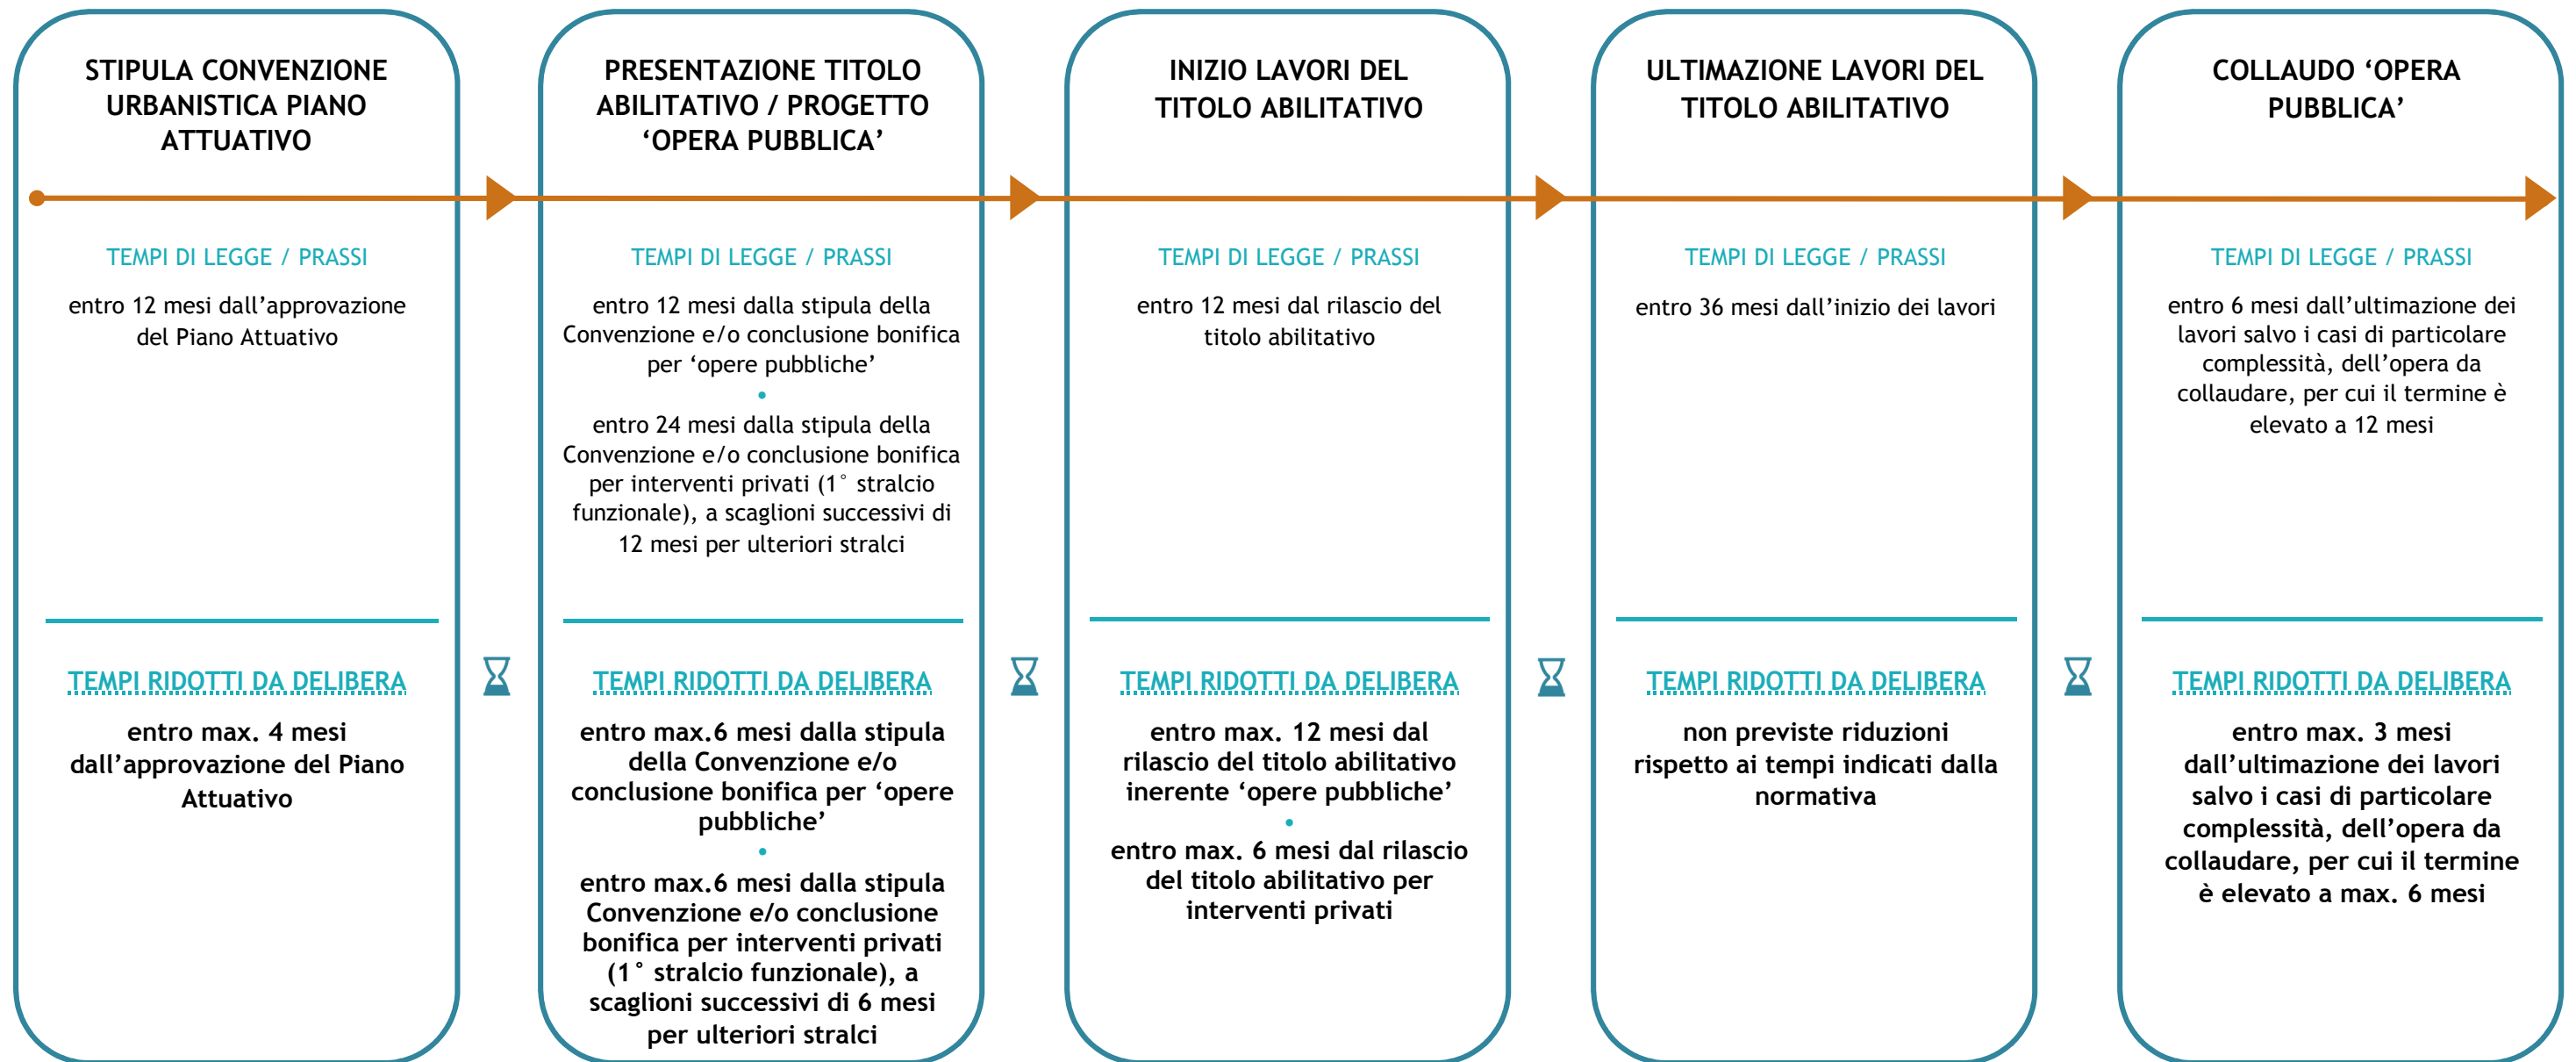 STIPULA CONVENZIONE
URBANISTICA PIANO
ATTUATIVO
TEMPI DI LEGGE / PRASSI
entro 12 mesi dall’approvazione
del Piano Attuativo
TEMPI RIDOTTI DA DELIBERA
entro max. 4 mesi
dall’approvazione del Piano
Attuativo
PRESENTAZIONE TITOLO
ABILITATIVO / PROGETTO
‘OPERA PUBBLICA’
TEMPI DI LEGGE / PRASSI
entro 12 mesi dalla stipula della
Convenzione e/o conclusione bonifica
per ‘opere pubbliche’
•
entro 24 mesi dalla stipula della
Convenzione e/o conclusione bonifica
per interventi privati (1° stralcio
funzionale), a scaglioni successivi di
12 mesi per ulteriori stralci
TEMPI RIDOTTI DA DELIBERA
entro max.6 mesi dalla stipula
della Convenzione e/o
conclusione bonifica per ‘opere
pubbliche’
•
entro max.6 mesi dalla stipula
Convenzione e/o conclusione
bonifica per interventi privati
(1° stralcio funzionale), a
scaglioni successivi di 6 mesi
per ulteriori stralci
INIZIO LAVORI DEL
TITOLO ABILITATIVO
TEMPI DI LEGGE / PRASSI
entro 12 mesi dal rilascio del
titolo abilitativo
TEMPI RIDOTTI DA DELIBERA
entro max. 12 mesi dal
rilascio del titolo abilitativo
inerente ‘opere pubbliche’
•
entro max. 6 mesi dal rilascio
del titolo abilitativo per
interventi privati
ULTIMAZIONE LAVORI DEL
TITOLO ABILITATIVO
TEMPI DI LEGGE / PRASSI
entro 36 mesi dall’inizio dei lavori
TEMPI RIDOTTI DA DELIBERA
non previste riduzioni
rispetto ai tempi indicati dalla
normativa
COLLAUDO ‘OPERA
PUBBLICA’
TEMPI DI LEGGE / PRASSI
entro 6 mesi dall’ultimazione dei
lavori salvo i casi di particolare
complessità, dell’opera da
collaudare, per cui il termine è
elevato a 12 mesi
TEMPI RIDOTTI DA DELIBERA
entro max. 3 mesi
dall’ultimazione dei lavori
salvo i casi di particolare
complessità, dell’opera da
collaudare, per cui il termine
è elevato a max. 6 mesi